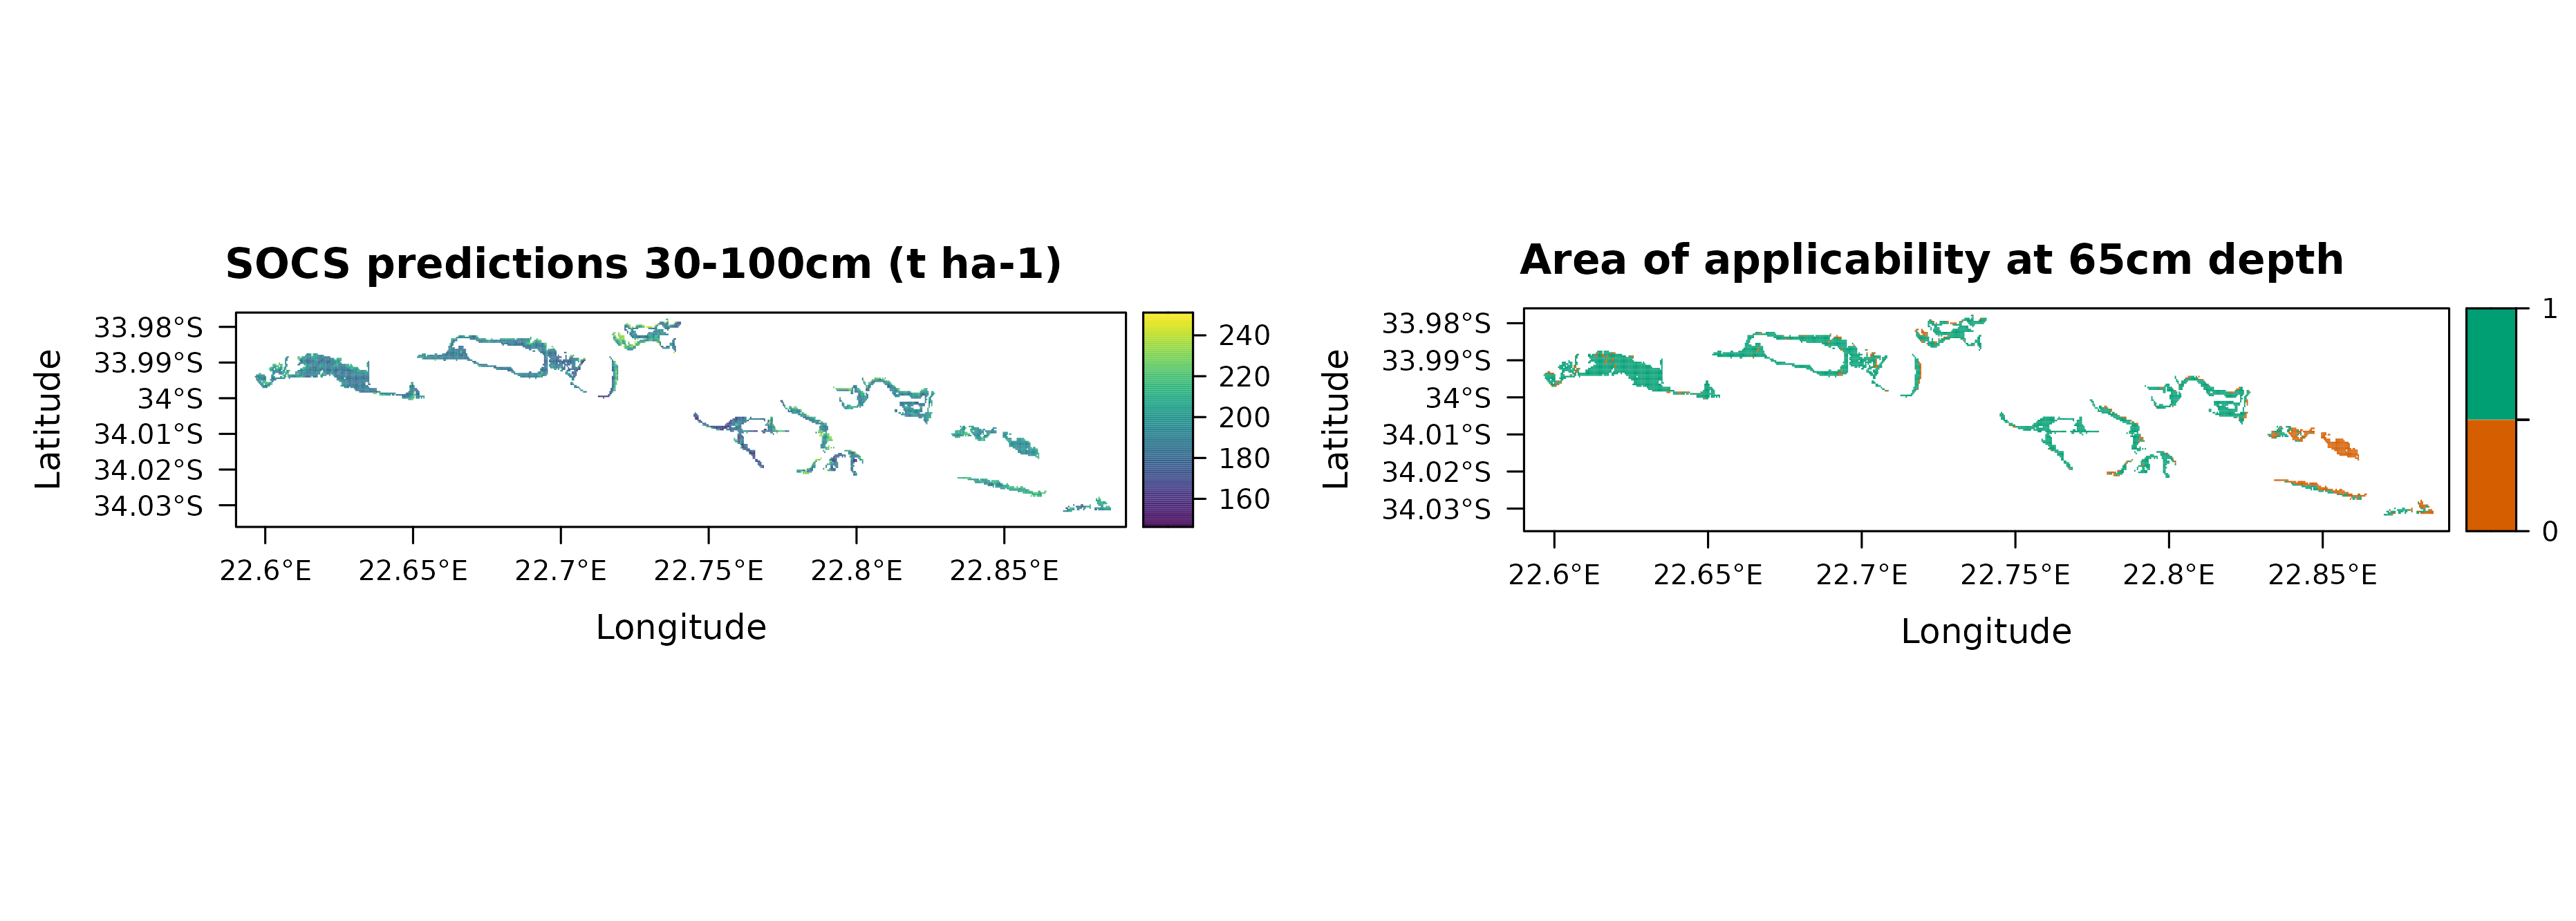 SOCS predictions 30-100cm (t ha-1)
Latitude
33.98°S
33.99°S
34°S
34.01°S
34.02°S
34.03°S
22.6°E 22.65°E 22.7°E 22.75°E 22.8°E 22.85°E
Longitude
240
220
200
180
160
Area of applicability at 65cm depth
Latitude
33.98°S
33.99°S
34°S
34.01°S
34.02°S
34.03°S
22.6°E 22.65°E 22.7°E 22.75°E 22.8°E 22.85°E
Longitude
1
0